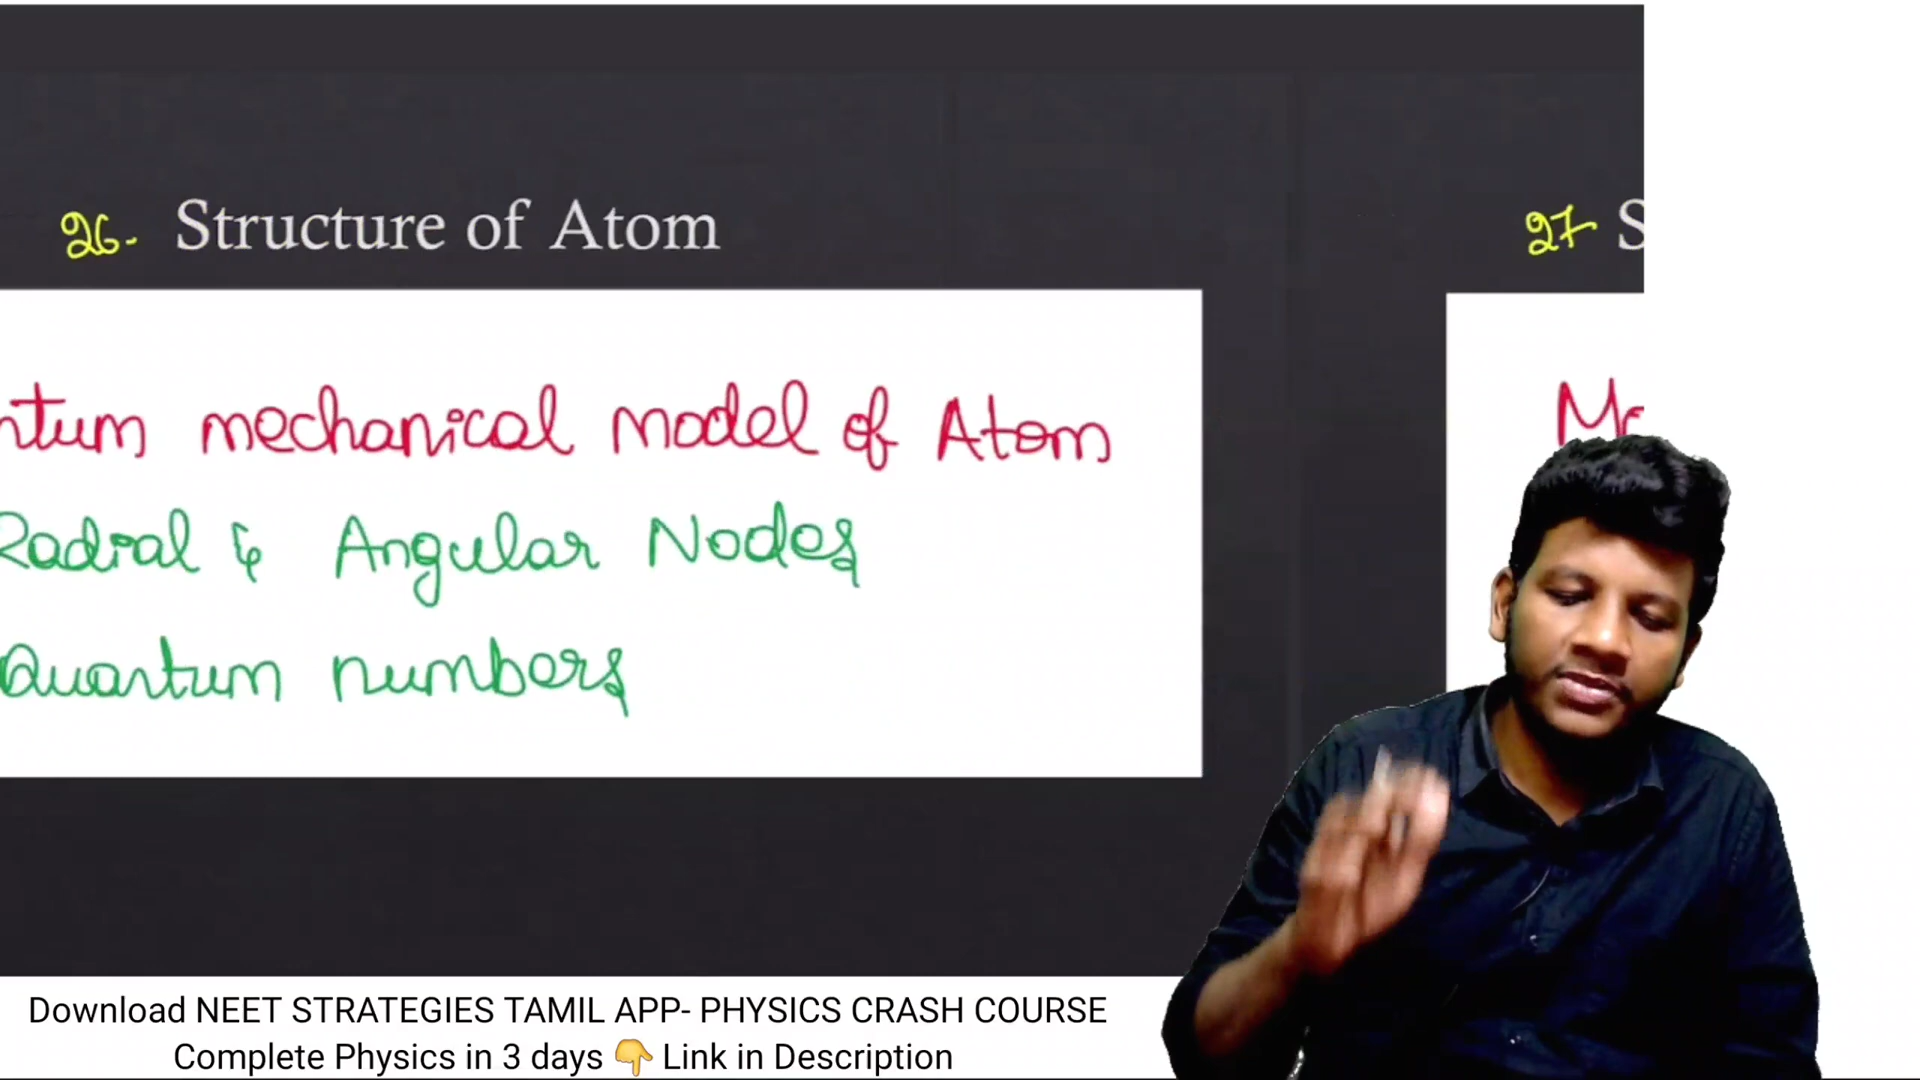 26. Structure of Atom
27
mechanical model of Atom
Radial & Angular Nodes
Quantum numbers
Download NEET STRATEGIES TAMIL APP- PHYSICS CRASH COURSE
Complete Physics in 3 days 👇 Link in Description